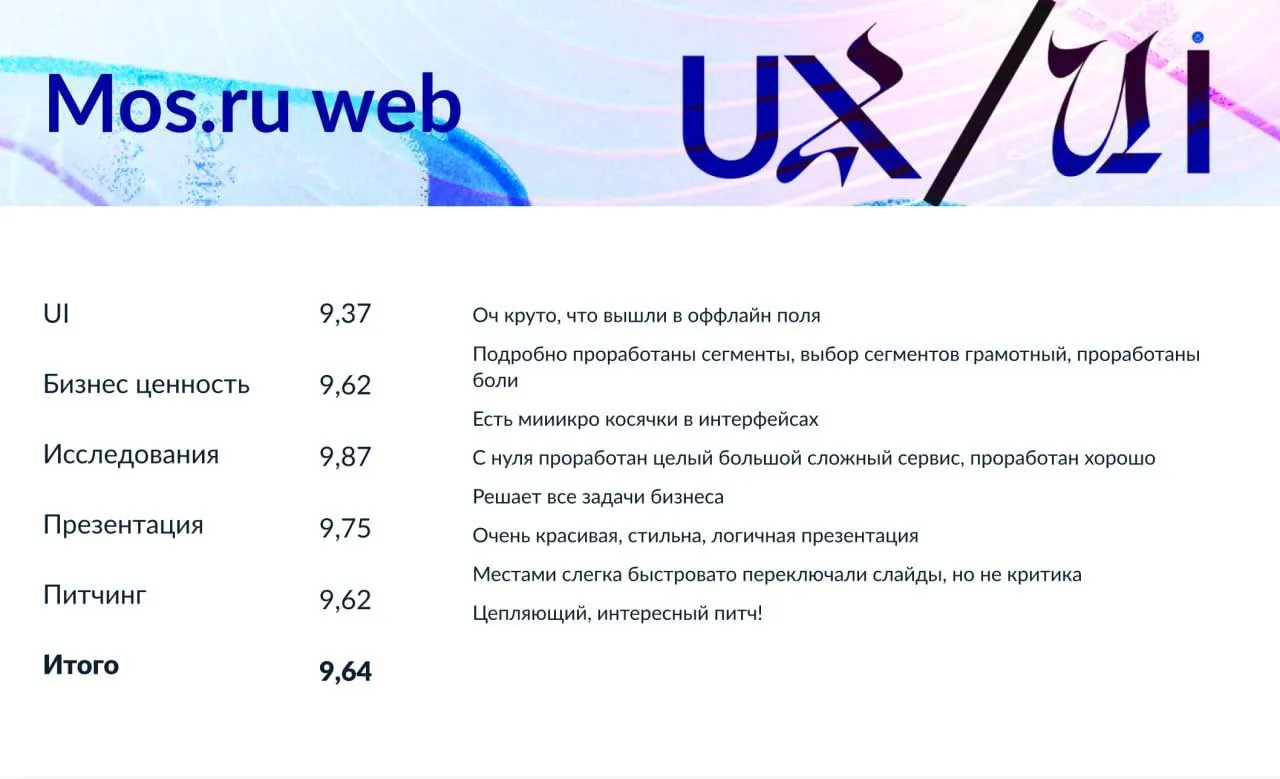 Mos.ru web
UX/UI
UI 9,37
Бизнес ценность 9,62
Исследования 9,87
Презентация 9,75
Питчинг 9,62
Итого 9,64
Оч круто, что вышли в оффлайн поля
Подробно проработаны сегменты, выбор сегментов грамотный, проработаны
боли
Есть мииикро косячки в интерфейсах
С нуля проработан целый большой сложный сервис, проработан хорошо
Решает все задачи бизнеса
Очень красивая, стильна, логичная презентация
Местами слегка быстровато переключали слайды, но не критика
Цепляющий, интересный питч!